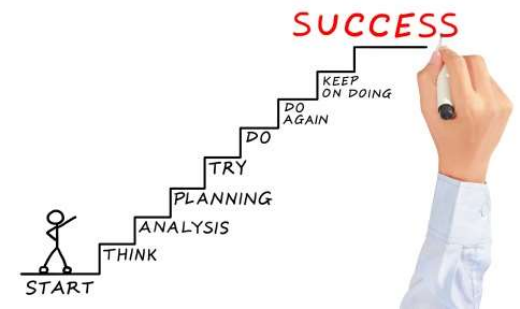 SUCCESS
KEEP
ON DOING
DO
AGAIN
DO
TRY
PLANNING
ANALYSIS
THINK
START